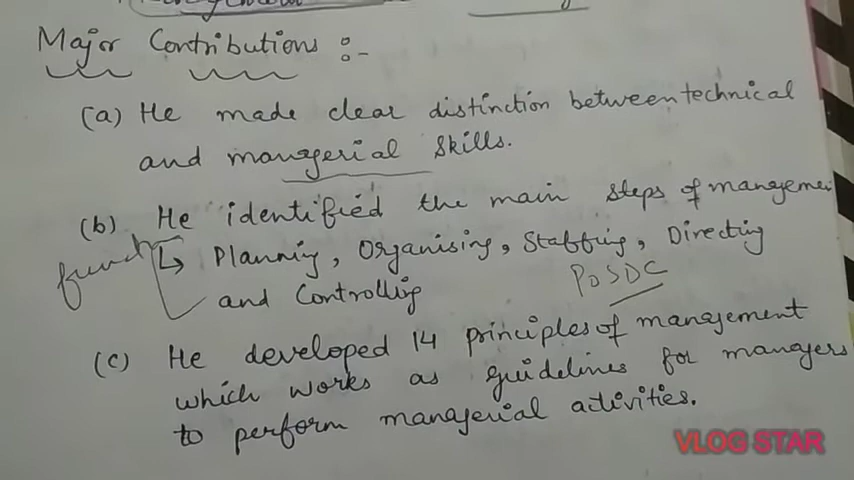 Major Contributions :-
(a) He made clear distinction between technical
and managerial skills.
(b) He identified the main steps of managemen
funct
↳ Planning, Organising, Staffing, Directing
POSDC
and Controlling
(c) He developed 14 principles of management
which works as guidelines for managers
to perform managerial activities.
VLOG STAR